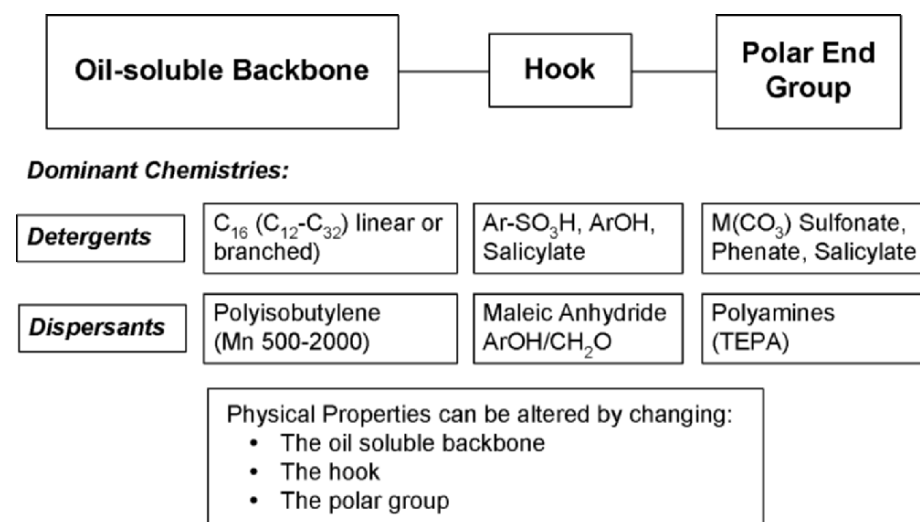 Oil-soluble Backbone
Hook
Polar End
Group
Dominant Chemistries:
Detergents
C₁₆ (C₁₂-C₃₂) linear or
branched)
Ar-SO₃H, ArOH,
Salicylate
M(CO₃) Sulfonate,
Phenate, Salicylate
Dispersants
Polyisobutylene
(Mn 500-2000)
Maleic Anhydride
ArOH/CH₂O
Polyamines
(TEPA)
Physical Properties can be altered by changing:
• The oil soluble backbone
• The hook
• The polar group